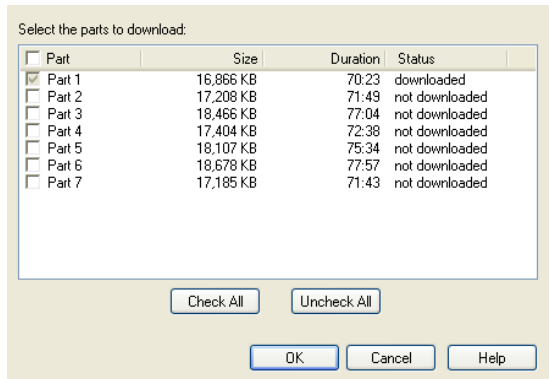 Select the parts to download:
Part Size Duration Status
Part 1 16,866 KB 70:23 downloaded
Part 2 17,208 KB 71:49 not downloaded
Part 3 18,466 KB 77:04 not downloaded
Part 4 17,404 KB 72:38 not downloaded
Part 5 18,107 KB 75:34 not downloaded
Part 6 18,678 KB 77:57 not downloaded
Part 7 17,185 KB 71:43 not downloaded
Check All Uncheck All
OK Cancel Help